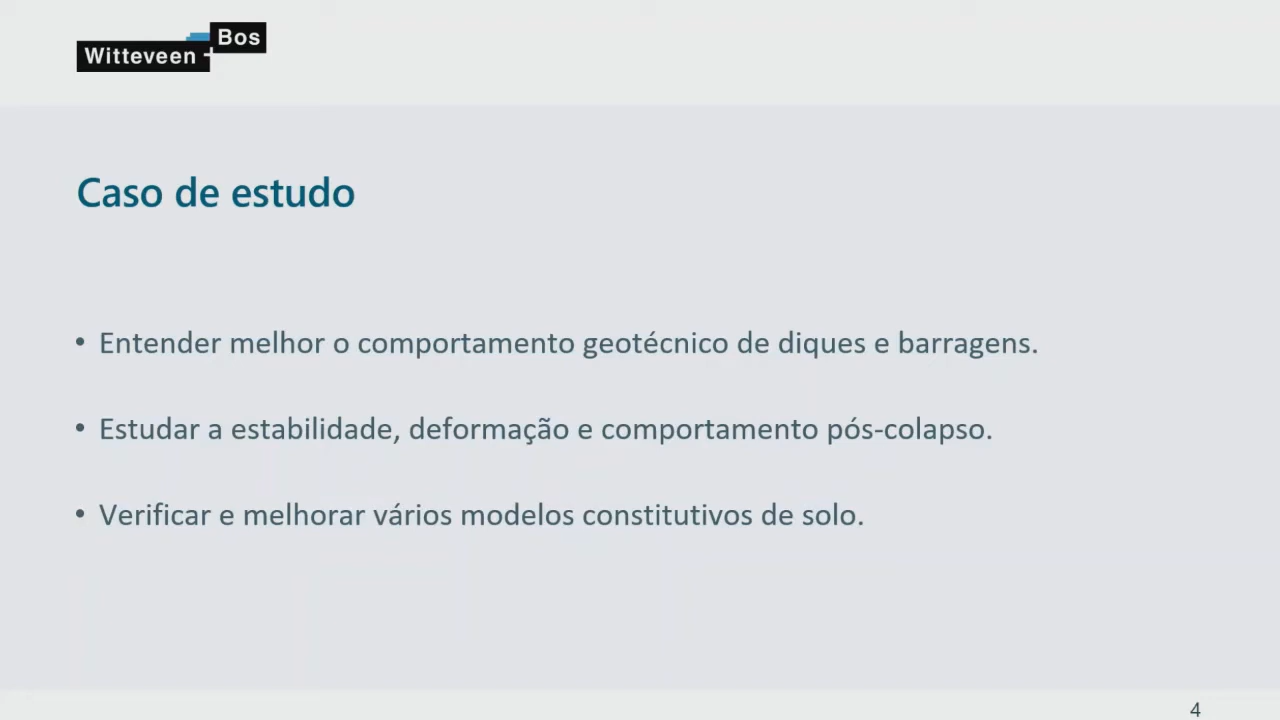 Bos
Witteveen +
Caso de estudo
• Entender melhor o comportamento geotécnico de diques e barragens.
• Estudar a estabilidade, deformação e comportamento pós-colapso.
• Verificar e melhorar vários modelos constitutivos de solo.
4